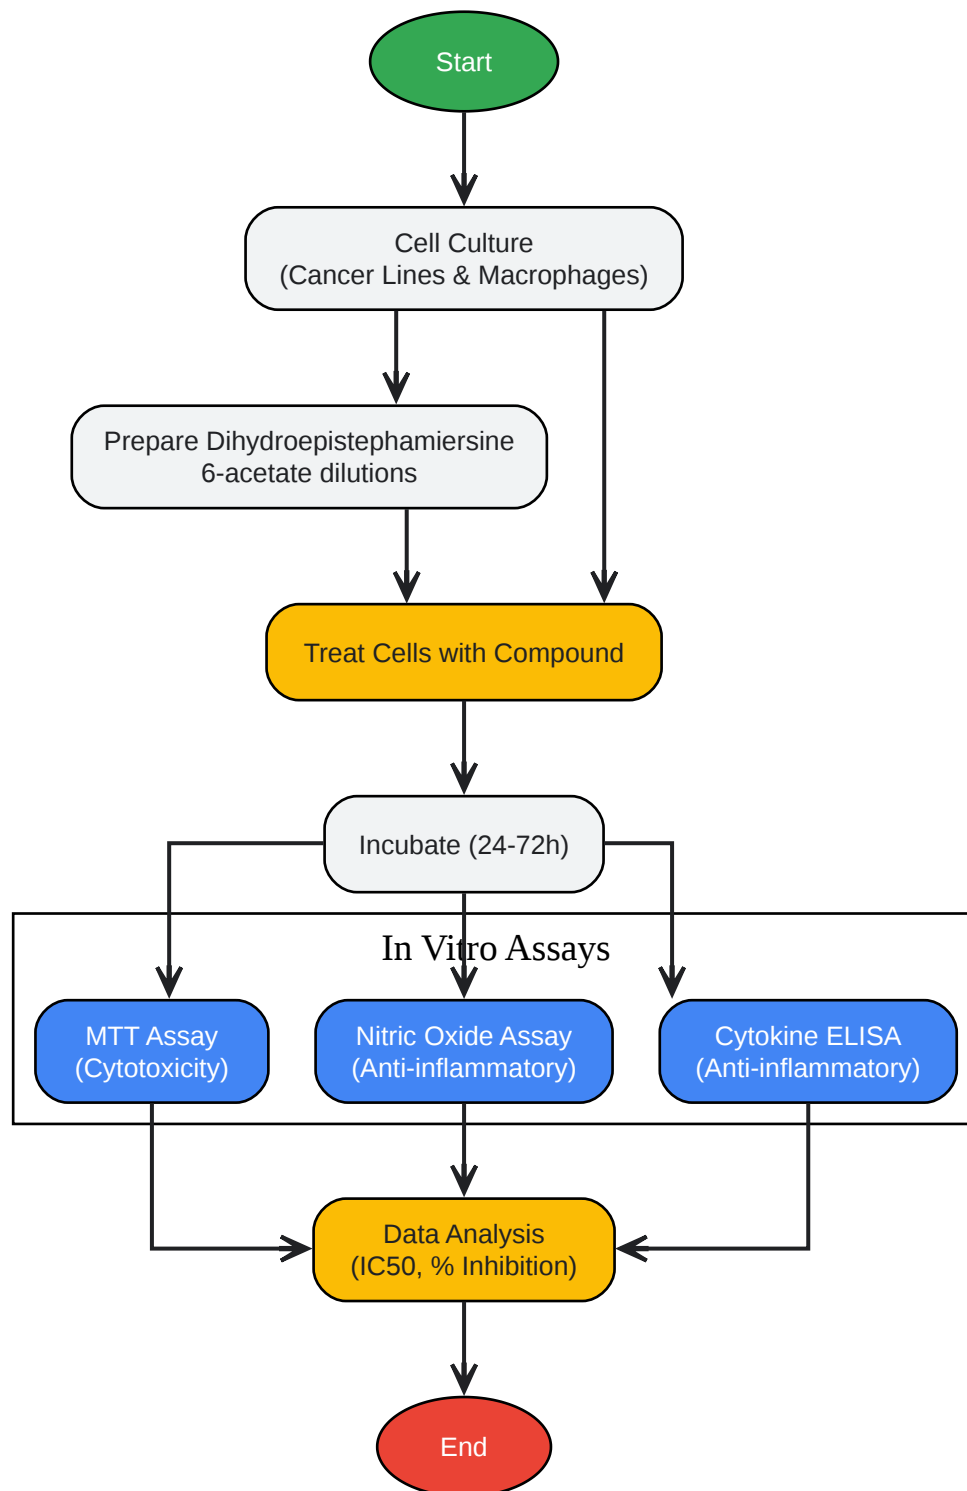 Start
Cell Culture
(Cancer Lines & Macrophages)
Prepare Dihydroepistephamiersine
6-acetate dilutions
Treat Cells with Compound
Incubate (24-72h)
In Vitro Assays
MTT Assay
(Cytotoxicity)
Nitric Oxide Assay
(Anti-inflammatory)
Cytokine ELISA
(Anti-inflammatory)
Data Analysis
(IC50, % Inhibition)
End